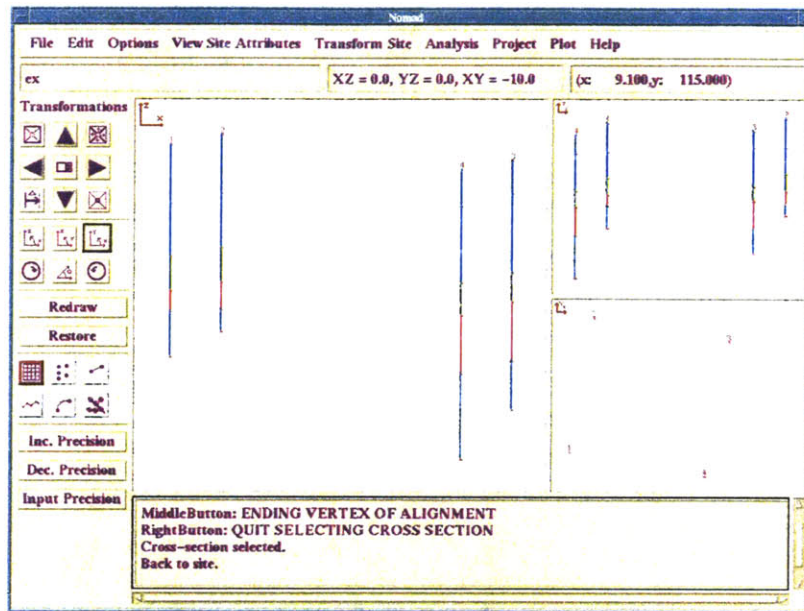 Nomad
File Edit Options View Site Attributes Transform Site Analysis Project Plot Help
ex
XZ = 0.0, YZ = 0.0, XY = -10.0
(x: 9.100,y: 115.000)
Transformations
Redraw
Restore
Inc. Precision
Dec. Precision
Input Precision
MiddleButton: ENDING VERTEX OF ALIGNMENT
RightButton: QUIT SELECTING CROSS SECTION
Cross-section selected.
Back to site.